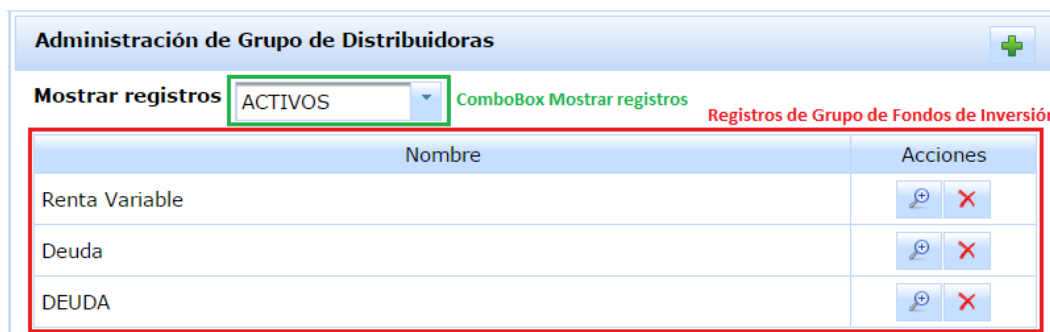 Administración de Grupo de Distribuidoras
Mostrar registros ACTIVOS ComboBox Mostrar registros
Registros de Grupo de Fondos de Inversión
Nombre Acciones
Renta Variable
Deuda
DEUDA